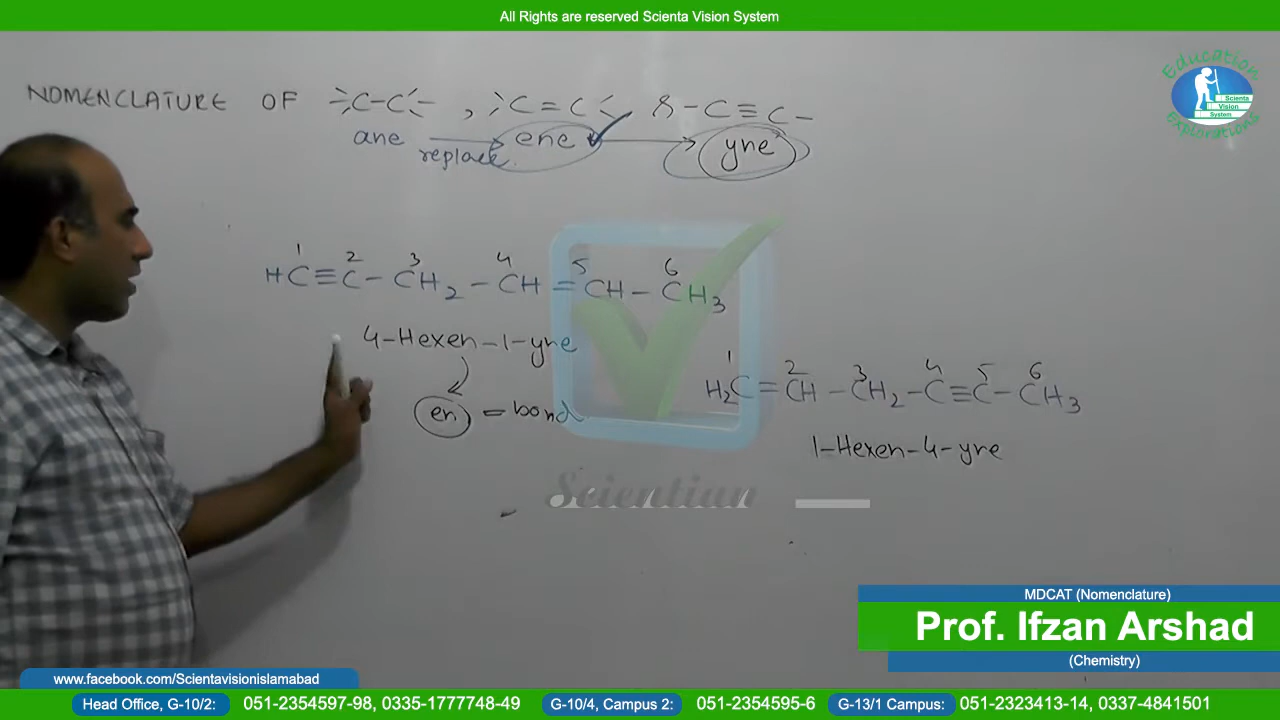 All Rights are reserved Scienta Vision System
Education
Scienta
Vision
System
Explorations
NOMENCLATURE OF -C-C-, C=C & -C≡C-
ane replace ene yne
1 2 3 4 5 6
HC≡C-CH2-CH=CH-CH3
4-Hexen-1-yne
en = bond
1 2 3 4 5 6
H2C=CH-CH2-C≡C-CH3
1-Hexen-4-yne
Scientian
MDCAT (Nomenclature)
Prof. Ifzan Arshad
(Chemistry)
www.facebook.com/Scientavisionislamabad
Head Office, G-10/2: 051-2354597-98, 0335-1777748-49 G-10/4, Campus 2: 051-2354595-6 G-13/1 Campus: 051-2323413-14, 0337-4841501